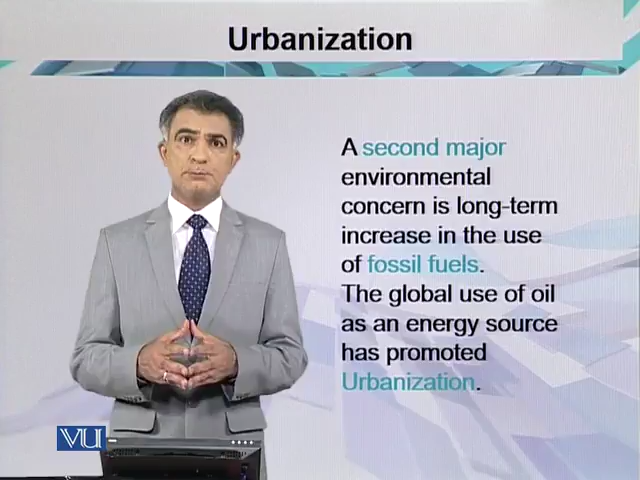 Urbanization
A second major
environmental
concern is long-term
increase in the use
of fossil fuels.
The global use of oil
as an energy source
has promoted
Urbanization.
VU